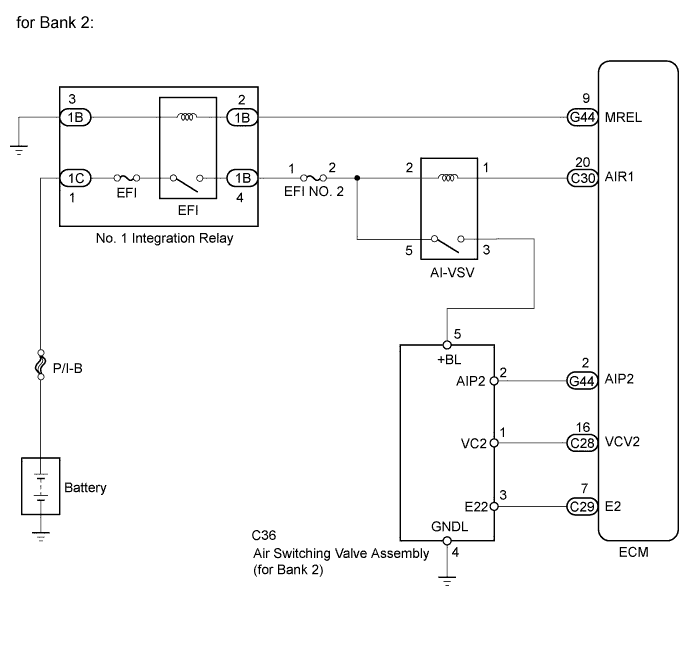 for Bank 2:
3
2
9
1B
1B
G44
MREL
20
1C
EFI
1B
1
2
2
1
C30
AIR1
1
EFI
4
EFI NO. 2
No. 1 Integration Relay
5
3
AI-VSV
5
+BL
P/I-B
AIP2
2
2
G44
AIP2
VC2
1
16
C28
VCV2
Battery
E22
3
7
C29
E2
GNDL
C36
Air Switching Valve Assembly
(for Bank 2)
4
ECM